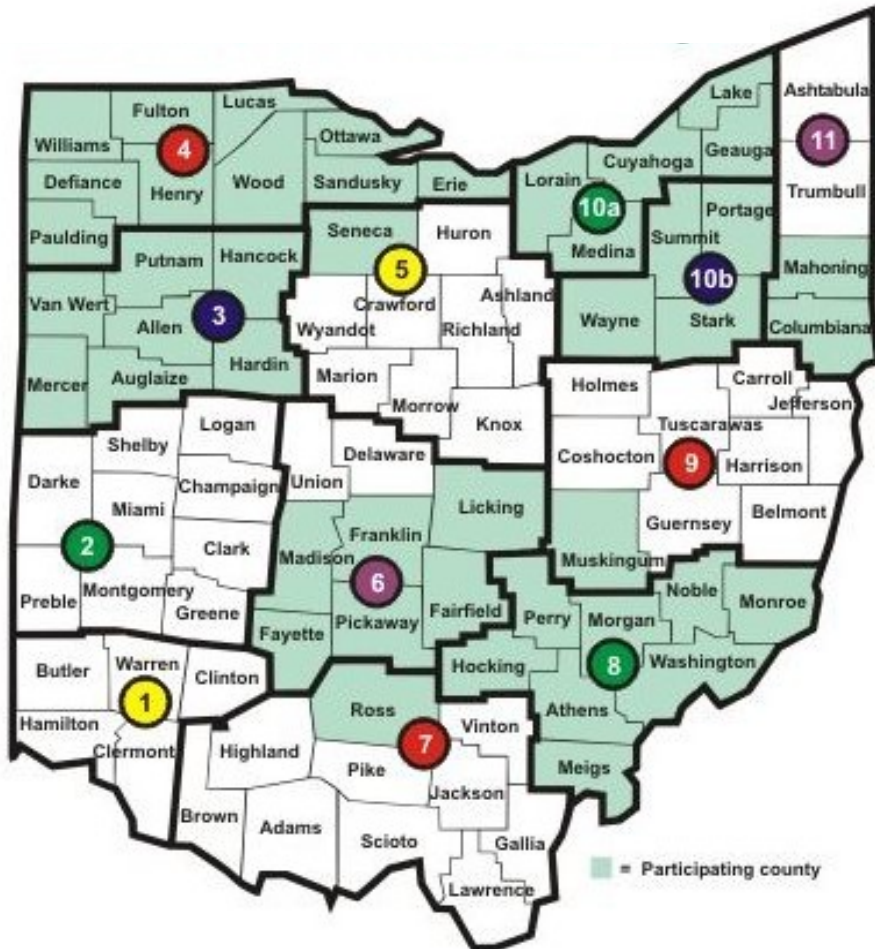 Ashtabula
Lake
11
Geauga
Cuyahoga
Trumbull
Lorain
10a
Medina
Portage
Summit
10b
Wayne
Stark
Mahoning
Columbiana
Fulton
Lucas
Williams
4
Ottawa
Defiance
Henry
Wood
Sandusky
Erie
Paulding
Putnam
Hancock
Van Wert
3
Allen
Hardin
Mercer
Auglaize
Seneca
Huron
5
Crawford
Ashland
Wyandot
Richland
Marion
Morrow
Knox
Holmes
Carroll
Jefferson
Tuscarawas
Coshocton
9
Harrison
Guernsey
Belmont
Muskingum
Logan
Shelby
Darke
Champaign
Miami
2
Clark
Preble
Montgomery
Greene
Delaware
Union
Licking
Franklin
Madison
6
Fairfield
Pickaway
Fayette
Noble
Monroe
Perry
Morgan
Hocking
8
Washington
Athens
Meigs
Butler
Warren
Clinton
1
Hamilton
Clermont
Ross
Vinton
7
Highland
Pike
Jackson
Brown
Adams
Scioto
Gallia
Lawrence
= Participating county